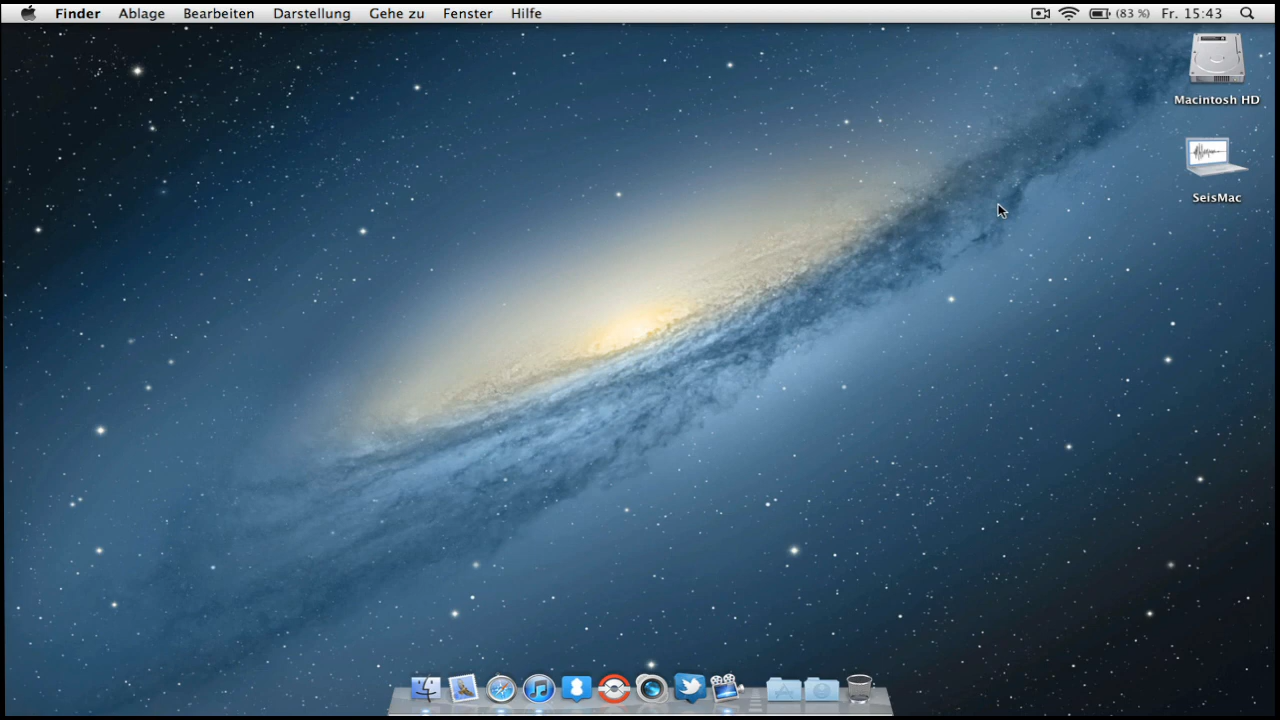 Finder Ablage Bearbeiten Darstellung Gehe zu Fenster Hilfe (83 %) Fr. 15:43
Macintosh HD
SeisMac